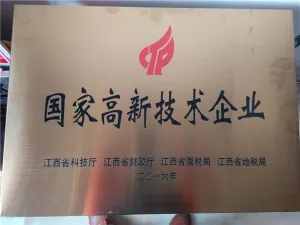 国家高新技术企业
江西省科技厅 江西省财政厅 江西省国税局 江西省地税局
二〇一六年